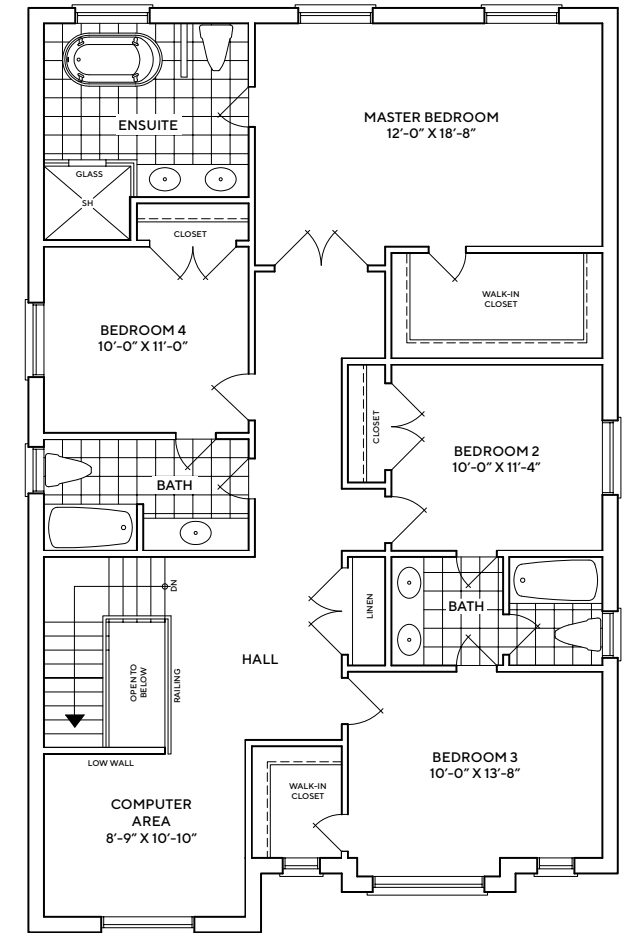 ENSUITE
MASTER BEDROOM
12'-0" X 18'-8"
GLASS
SH
CLOSET
WALK-IN
CLOSET
BEDROOM 4
10'-0" X 11'-0"
CLOSET
BEDROOM 2
10'-0" X 11'-4"
BATH
DN
LINEN
BATH
OPEN TO
BELOW
RAILING
HALL
LOW WALL
BEDROOM 3
10'-0" X 13'-8"
WALK-IN
CLOSET
COMPUTER
AREA
8'-9" X 10'-10"